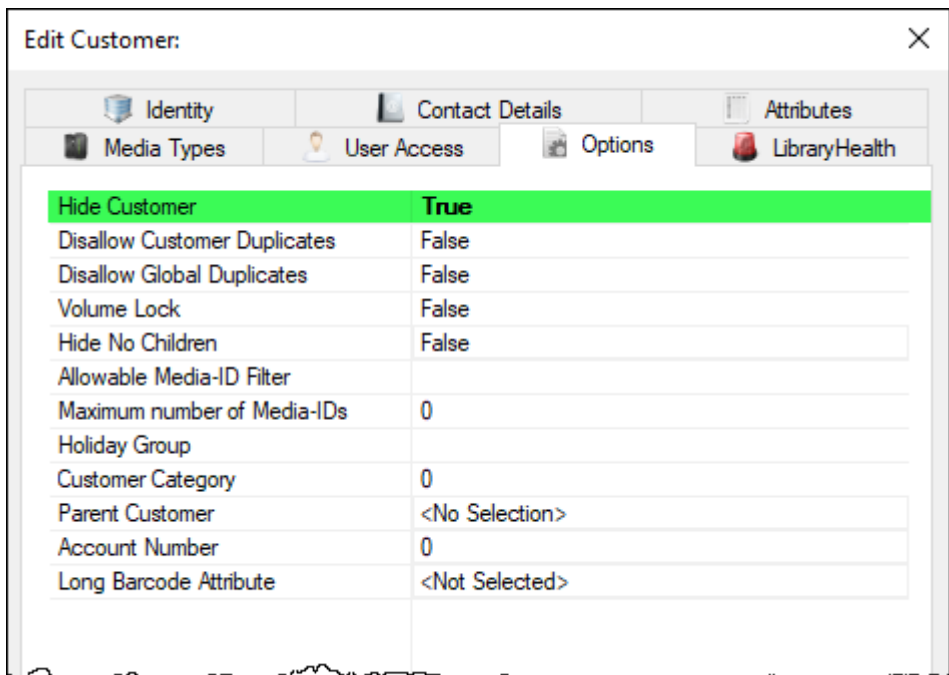 Edit Customer:
Identity Contact Details Attributes
Media Types User Access Options LibraryHealth
Hide Customer True
Disallow Customer Duplicates False
Disallow Global Duplicates False
Volume Lock False
Hide No Children False
Allowable Media-ID Filter
Maximum number of Media-IDs 0
Holiday Group
Customer Category 0
Parent Customer <No Selection>
Account Number 0
Long Barcode Attribute <Not Selected>